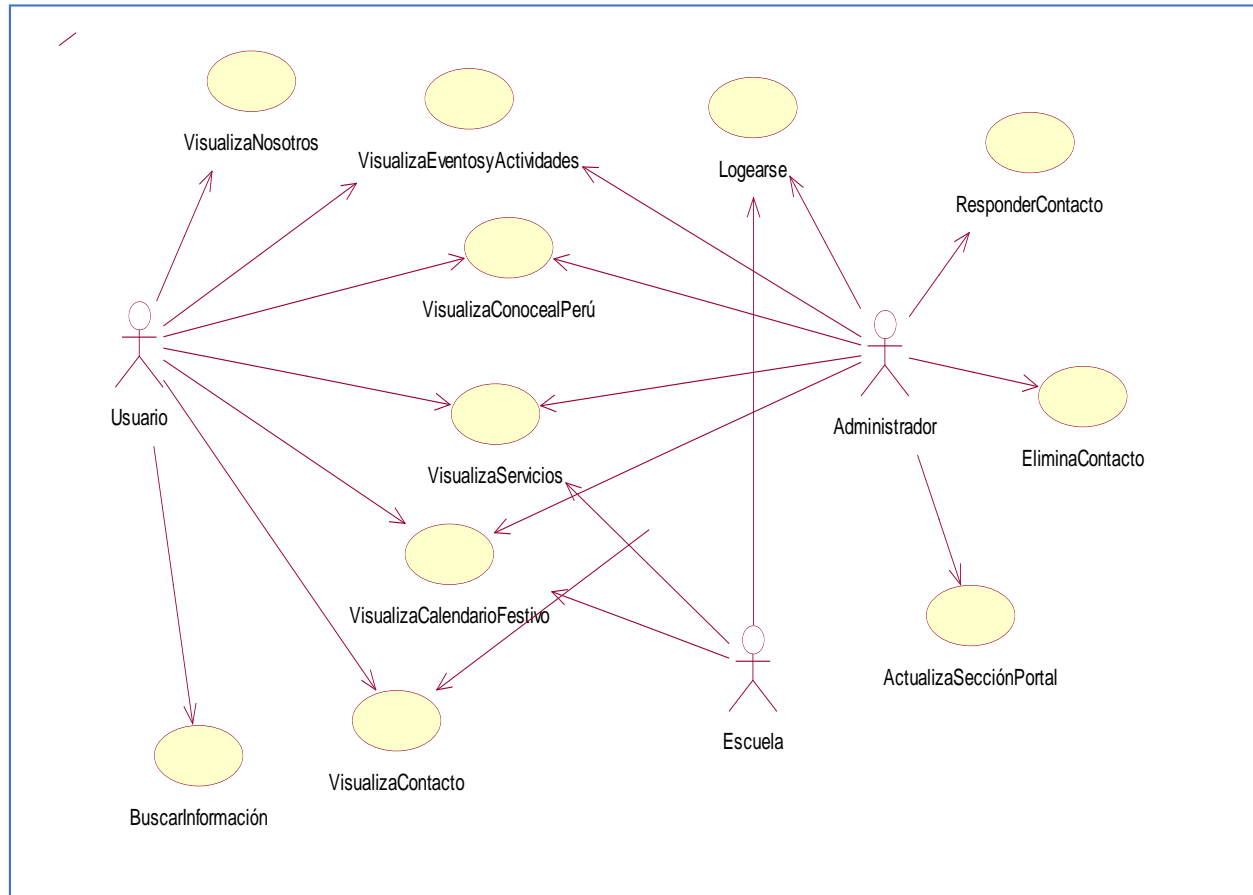 VisualizaNosotros
VisualizaEventosyActividades
Logearse
ResponderContacto
VisualizaConocealPerú
Usuario
Administrador
EliminaContacto
VisualizaServicios
VisualizaCalendarioFestivo
ActualizaSecciónPortal
Escuela
VisualizaContacto
BuscarInformación